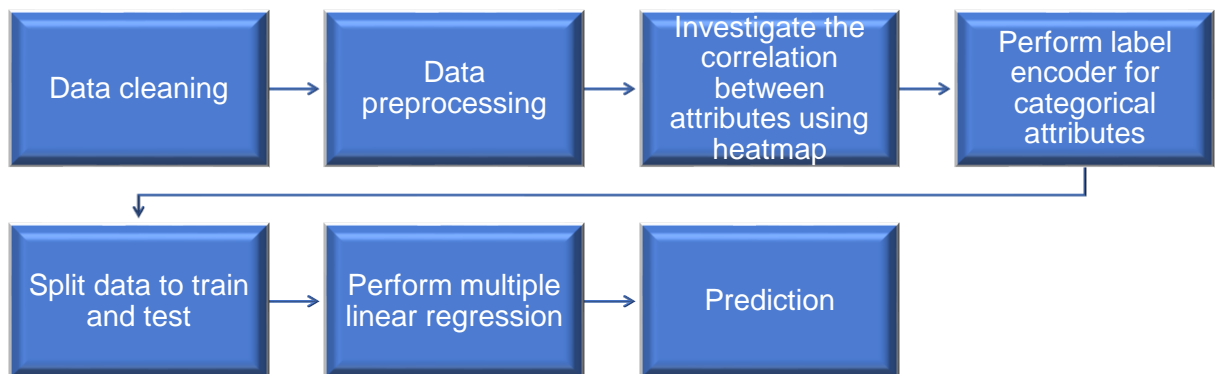 Data cleaning
Data
preprocessing
Investigate the
correlation
between
attributes using
heatmap
Perform label
encoder for
categorical
attributes
Split data to train
and test
Perform multiple
linear regression
Prediction